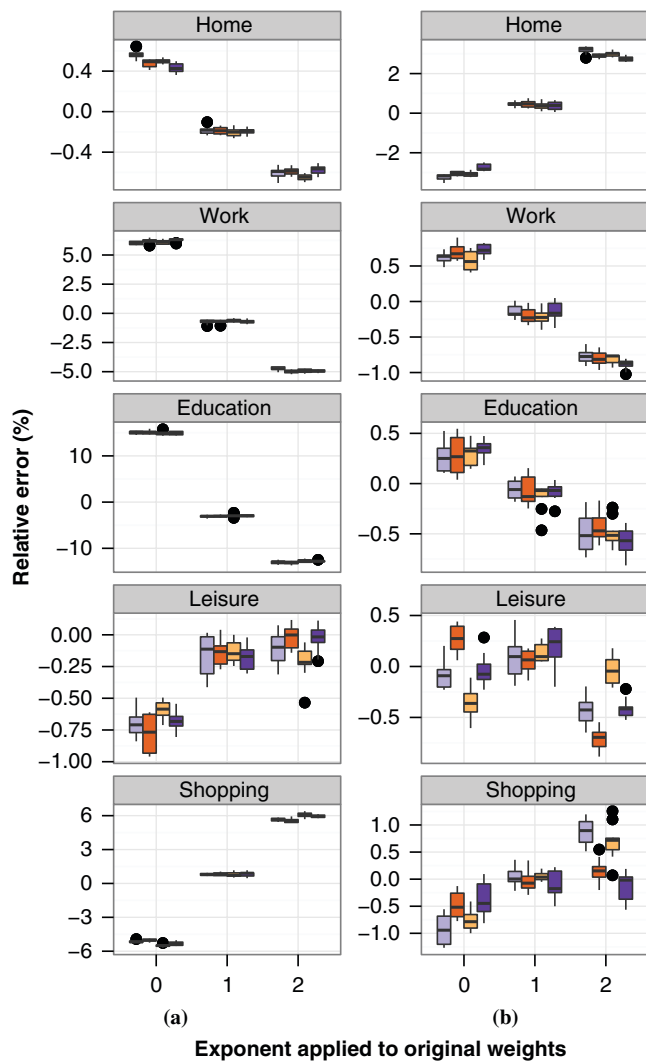 Home
0.4
0.0
−0.4
Work
5.0
2.5
0.0
−2.5
−5.0
Education
10
0
−10
Leisure
0.00
−0.25
−0.50
−0.75
−1.00
Shopping
6
3
0
−3
−6
0 1 2
(a)
Home
2
0
−2
Work
0.5
0.0
−0.5
−1.0
Education
0.5
0.0
−0.5
Leisure
0.5
0.0
−0.5
Shopping
1.0
0.5
0.0
−0.5
−1.0
0 1 2
(b)
Relative error (%)
Exponent applied to original weights